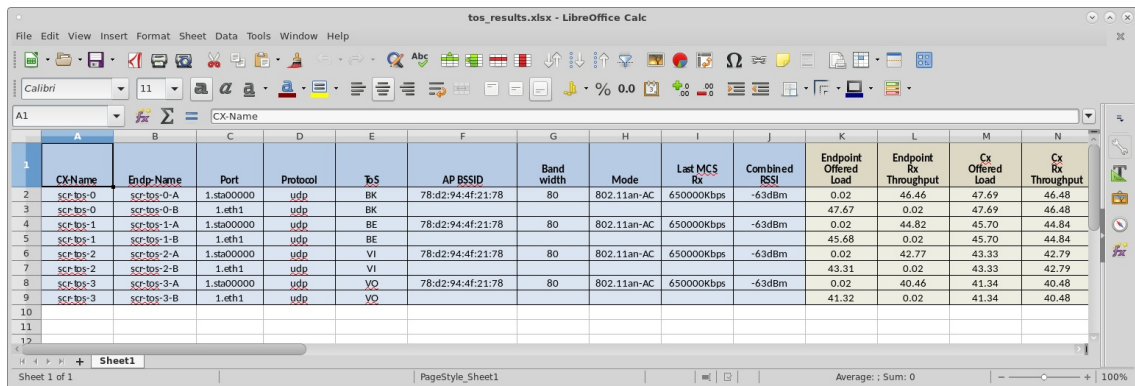 tos_results.xlsx - LibreOffice Calc
File Edit View Insert Format Sheet Data Tools Window Help
Calibri 11 a a a a % 0.0
A1 CX-Name
A B C D E F G H I J K L M N
1 CX-Name Endp-Name Port Protocol ToS AP BSSID Band width Mode Last MCS Rx Combined RSSI Endpoint Offered Load Endpoint Rx Throughput Cx Offered Load Cx Rx Throughput
2 scr-tos-0 scr-tos-0-A 1.sta00000 udp BK 78:d2:94:4f:21:78 80 802.11an-AC 650000Kbps -63dBm 0.02 46.46 47.69 46.48
3 scr-tos-0 scr-tos-0-B 1.eth1 udp BK 47.67 0.02 47.69 46.48
4 scr-tos-1 scr-tos-1-A 1.sta00000 udp BE 78:d2:94:4f:21:78 80 802.11an-AC 650000Kbps -63dBm 0.02 44.82 45.70 44.84
5 scr-tos-1 scr-tos-1-B 1.eth1 udp BE 45.68 0.02 45.70 44.84
6 scr-tos-2 scr-tos-2-A 1.sta00000 udp VI 78:d2:94:4f:21:78 80 802.11an-AC 650000Kbps -63dBm 0.02 42.77 43.33 42.79
7 scr-tos-2 scr-tos-2-B 1.eth1 udp VI 43.31 0.02 43.33 42.79
8 scr-tos-3 scr-tos-3-A 1.sta00000 udp VO 78:d2:94:4f:21:78 80 802.11an-AC 650000Kbps -63dBm 0.02 40.46 41.34 40.48
9 scr-tos-3 scr-tos-3-B 1.eth1 udp VO 41.32 0.02 41.34 40.48
10
11
12
Sheet1
Sheet 1 of 1 PageStyle_Sheet1 Average: ; Sum: 0 100%